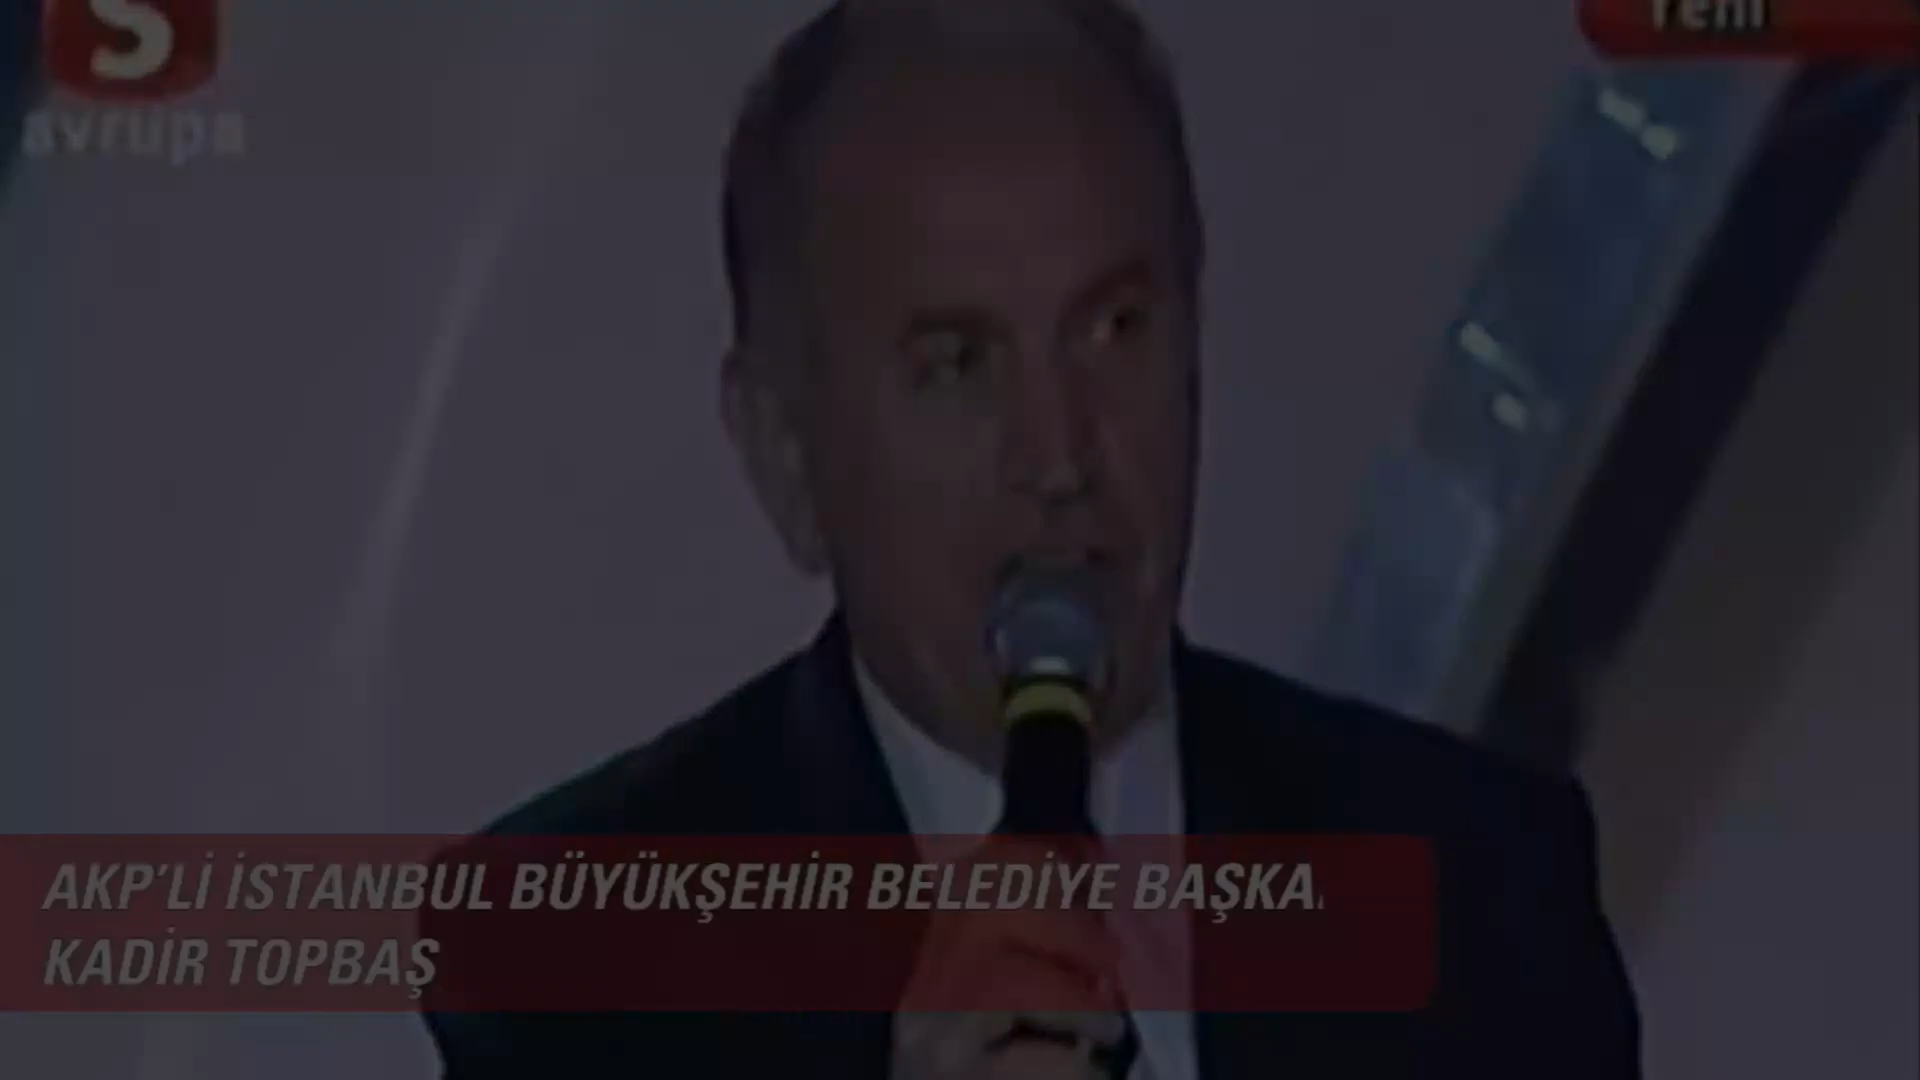 S
avrupa
AKP'Lİ İSTANBUL BÜYÜKŞEHİR BELEDİYE BAŞKA
KADİR TOPBAŞ